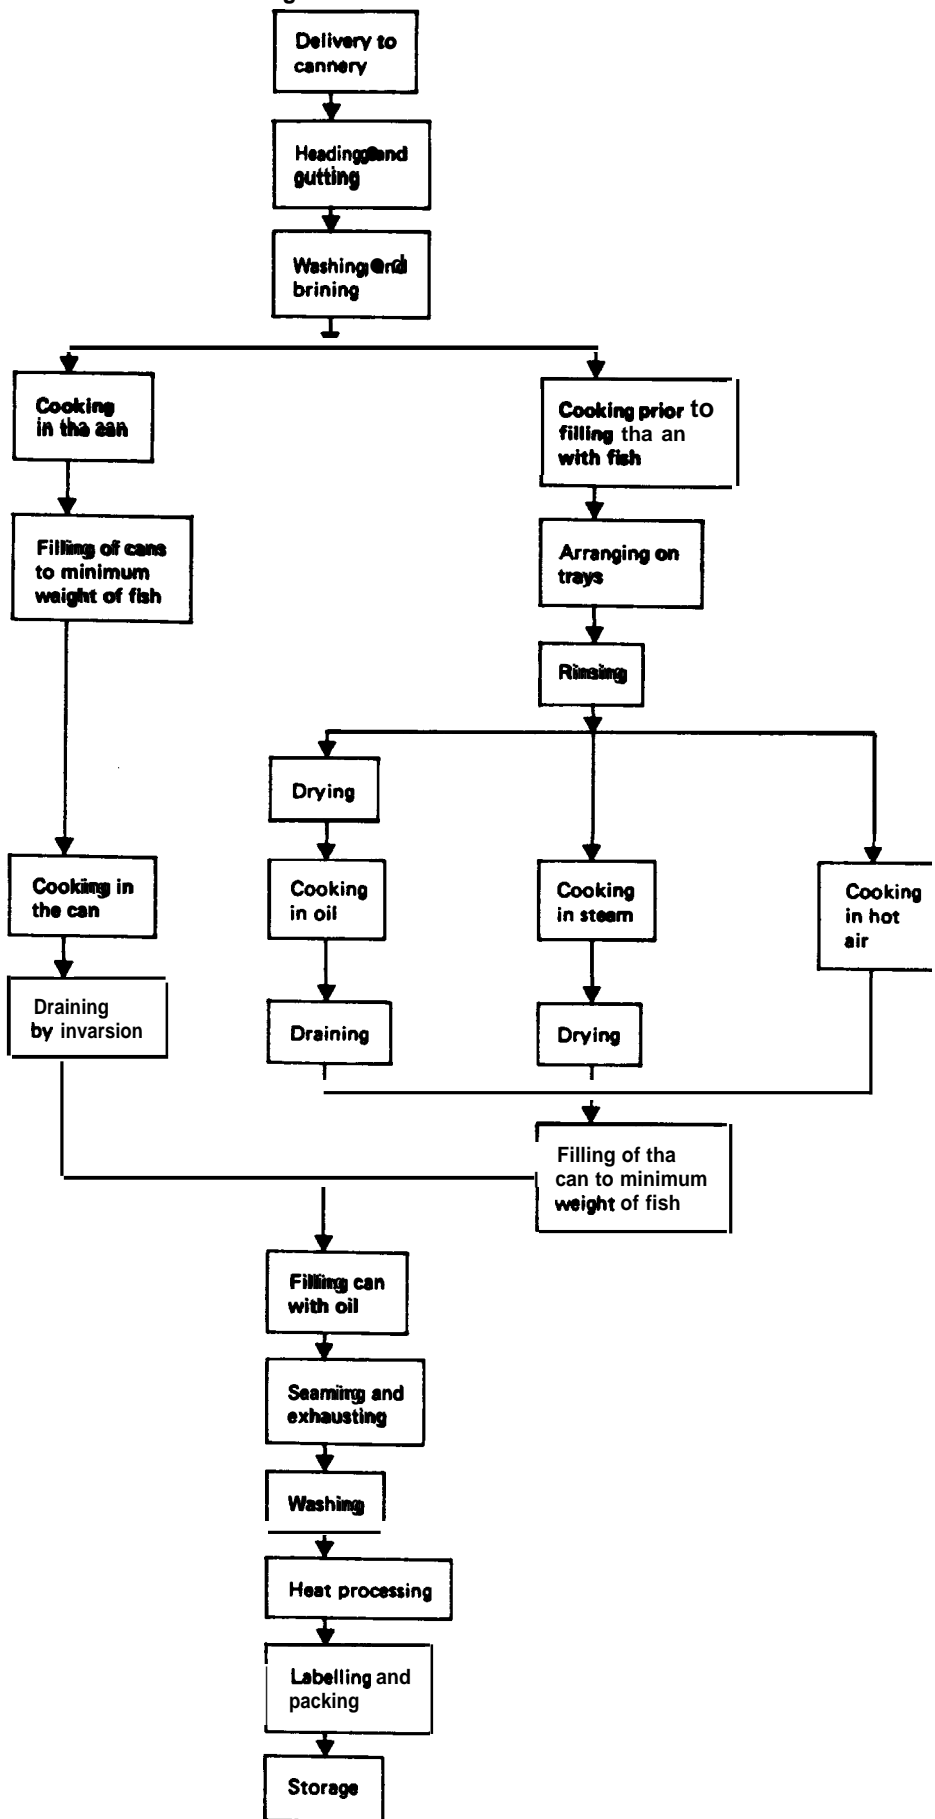 Delivery to
cannery
Heading and
gutting
Washing and
brining
Cooking
in the can
Cooking prior to
filling tha an
with fish
Filling of cans
to minimum
weight of fish
Arranging on
trays
Rinsing
Drying
Cooking in
the can
Cooking
in oil
Cooking
in steam
Cooking
in hot
air
Draining
by invarsion
Draining
Drying
Filling of tha
can to minimum
weight of fish
Filling can
with oil
Seaming and
exhausting
Washing
Heat processing
Labelling and
packing
Storage